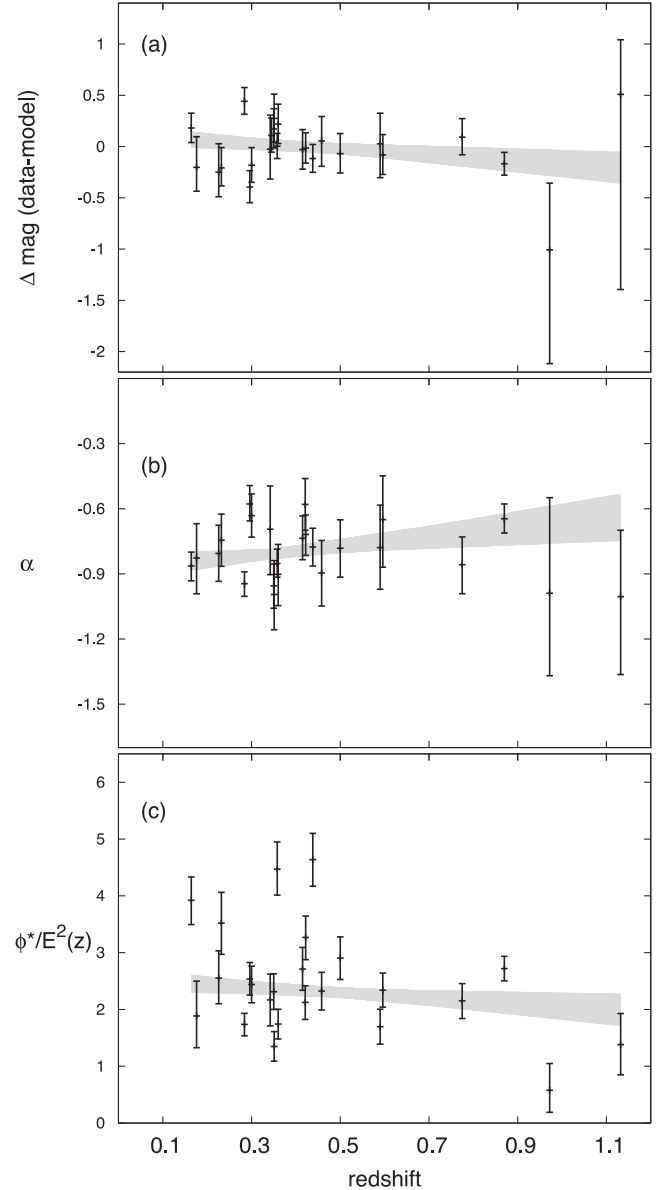 (a)
1
0.5
0
-0.5
-1
-1.5
-2
Δ mag (data-model)
(b)
-0.3
-0.6
-0.9
-1.2
-1.5
α
(c)
6
5
4
3
2
1
0
ϕ*/E²(z)
0.1 0.3 0.5 0.7 0.9 1.1
redshift